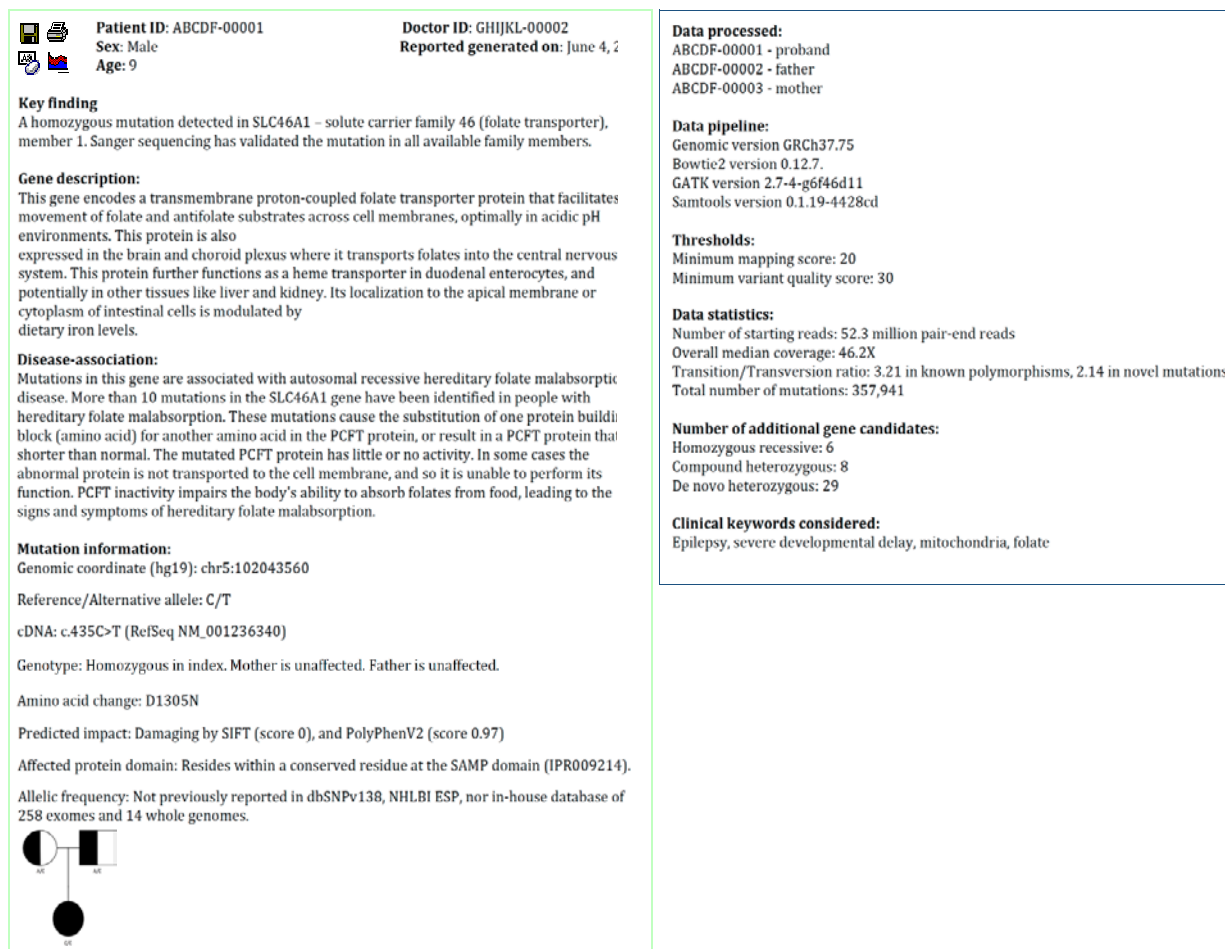 Patient ID: ABCDF-00001
Doctor ID: GHIJKL-00002
Sex: Male
Reported generated on: June 4, 2
Age: 9
Key finding
A homozygous mutation detected in SLC46A1 – solute carrier family 46 (folate transporter),
member 1. Sanger sequencing has validated the mutation in all available family members.
Gene description:
This gene encodes a transmembrane proton-coupled folate transporter protein that facilitates
movement of folate and antifolate substrates across cell membranes, optimally in acidic pH
environments. This protein is also
expressed in the brain and choroid plexus where it transports folates into the central nervous
system. This protein further functions as a heme transporter in duodenal enterocytes, and
potentially in other tissues like liver and kidney. Its localization to the apical membrane or
cytoplasm of intestinal cells is modulated by
dietary iron levels.
Disease-association:
Mutations in this gene are associated with autosomal recessive hereditary folate malabsorptic
disease. More than 10 mutations in the SLC46A1 gene have been identified in people with
hereditary folate malabsorption. These mutations cause the substitution of one protein buildi
block (amino acid) for another amino acid in the PCFT protein, or result in a PCFT protein that
shorter than normal. The mutated PCFT protein has little or no activity. In some cases the
abnormal protein is not transported to the cell membrane, and so it is unable to perform its
function. PCFT inactivity impairs the body's ability to absorb folates from food, leading to the
signs and symptoms of hereditary folate malabsorption.
Mutation information:
Genomic coordinate (hg19): chr5:102043560
Reference/Alternative allele: C/T
cDNA: c.435C>T (RefSeq NM_001236340)
Genotype: Homozygous in index. Mother is unaffected. Father is unaffected.
Amino acid change: D1305N
Predicted impact: Damaging by SIFT (score 0), and PolyPhenV2 (score 0.97)
Affected protein domain: Resides within a conserved residue at the SAMP domain (IPR009214).
Allelic frequency: Not previously reported in dbSNPv138, NHLBI ESP, nor in-house database of
258 exomes and 14 whole genomes.
Data processed:
ABCDF-00001 - proband
ABCDF-00002 - father
ABCDF-00003 - mother
Data pipeline:
Genomic version GRCh37.75
Bowtie2 version 0.12.7.
GATK version 2.7-4-g6f46d11
Samtools version 0.1.19-4428cd
Thresholds:
Minimum mapping score: 20
Minimum variant quality score: 30
Data statistics:
Number of starting reads: 52.3 million pair-end reads
Overall median coverage: 46.2X
Transition/Transversion ratio: 3.21 in known polymorphisms, 2.14 in novel mutations
Total number of mutations: 357,941
Number of additional gene candidates:
Homozygous recessive: 6
Compound heterozygous: 8
De novo heterozygous: 29
Clinical keywords considered:
Epilepsy, severe developmental delay, mitochondria, folate